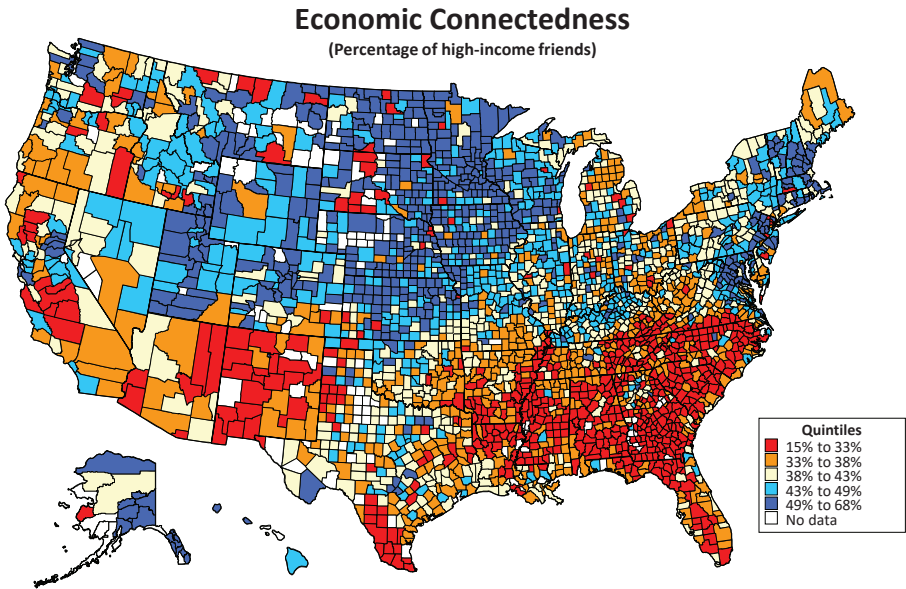 Economic Connectedness
(Percentage of high-income friends)
Quintiles
15% to 33%
33% to 38%
38% to 43%
43% to 49%
49% to 68%
No data